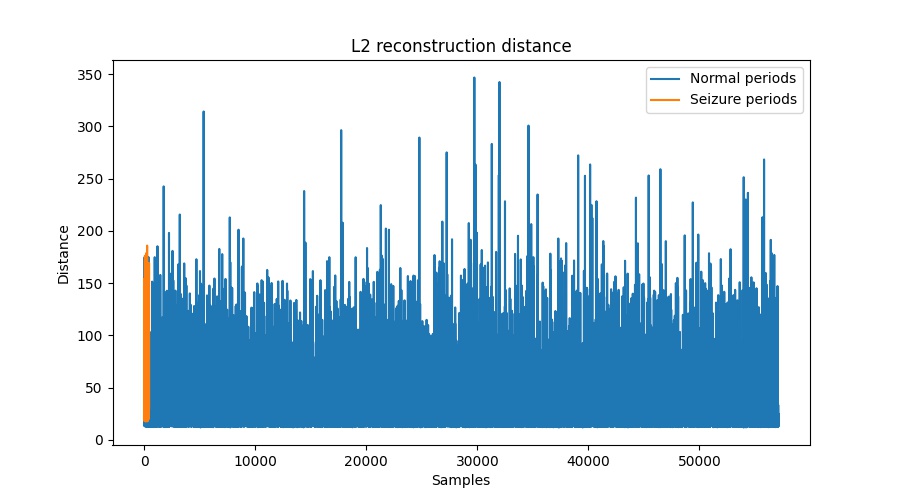 L2 reconstruction distance
Normal periods
Seizure periods
350
300
250
200
150
100
50
0
Distance
0 10000 20000 30000 40000 50000
Samples